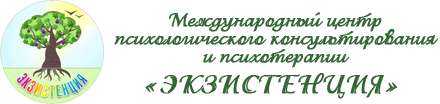 ЭКЗИСТЕНЦИЯ
Международный центр
психологического консультирования
и психотерапии
«ЭКЗИСТЕНЦИЯ»